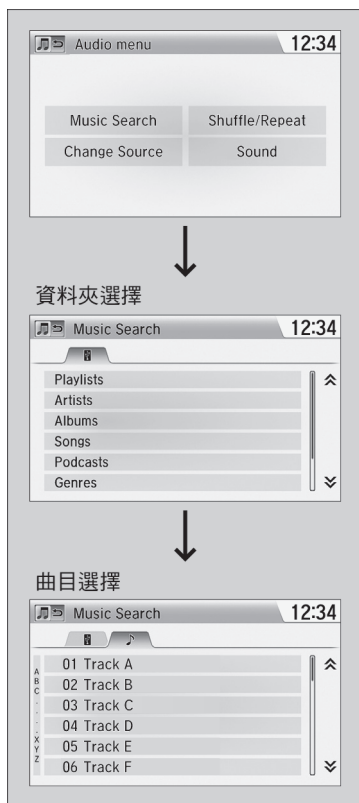 Audio menu 12:34
Music Search Shuffle/Repeat
Change Source Sound
資料夾選擇
Music Search 12:34
Playlists
Artists
Albums
Songs
Podcasts
Genres
曲目選擇
Music Search 12:34
A
B
C
.
.
.
X
Y
Z
01 Track A
02 Track B
03 Track C
04 Track D
05 Track E
06 Track F